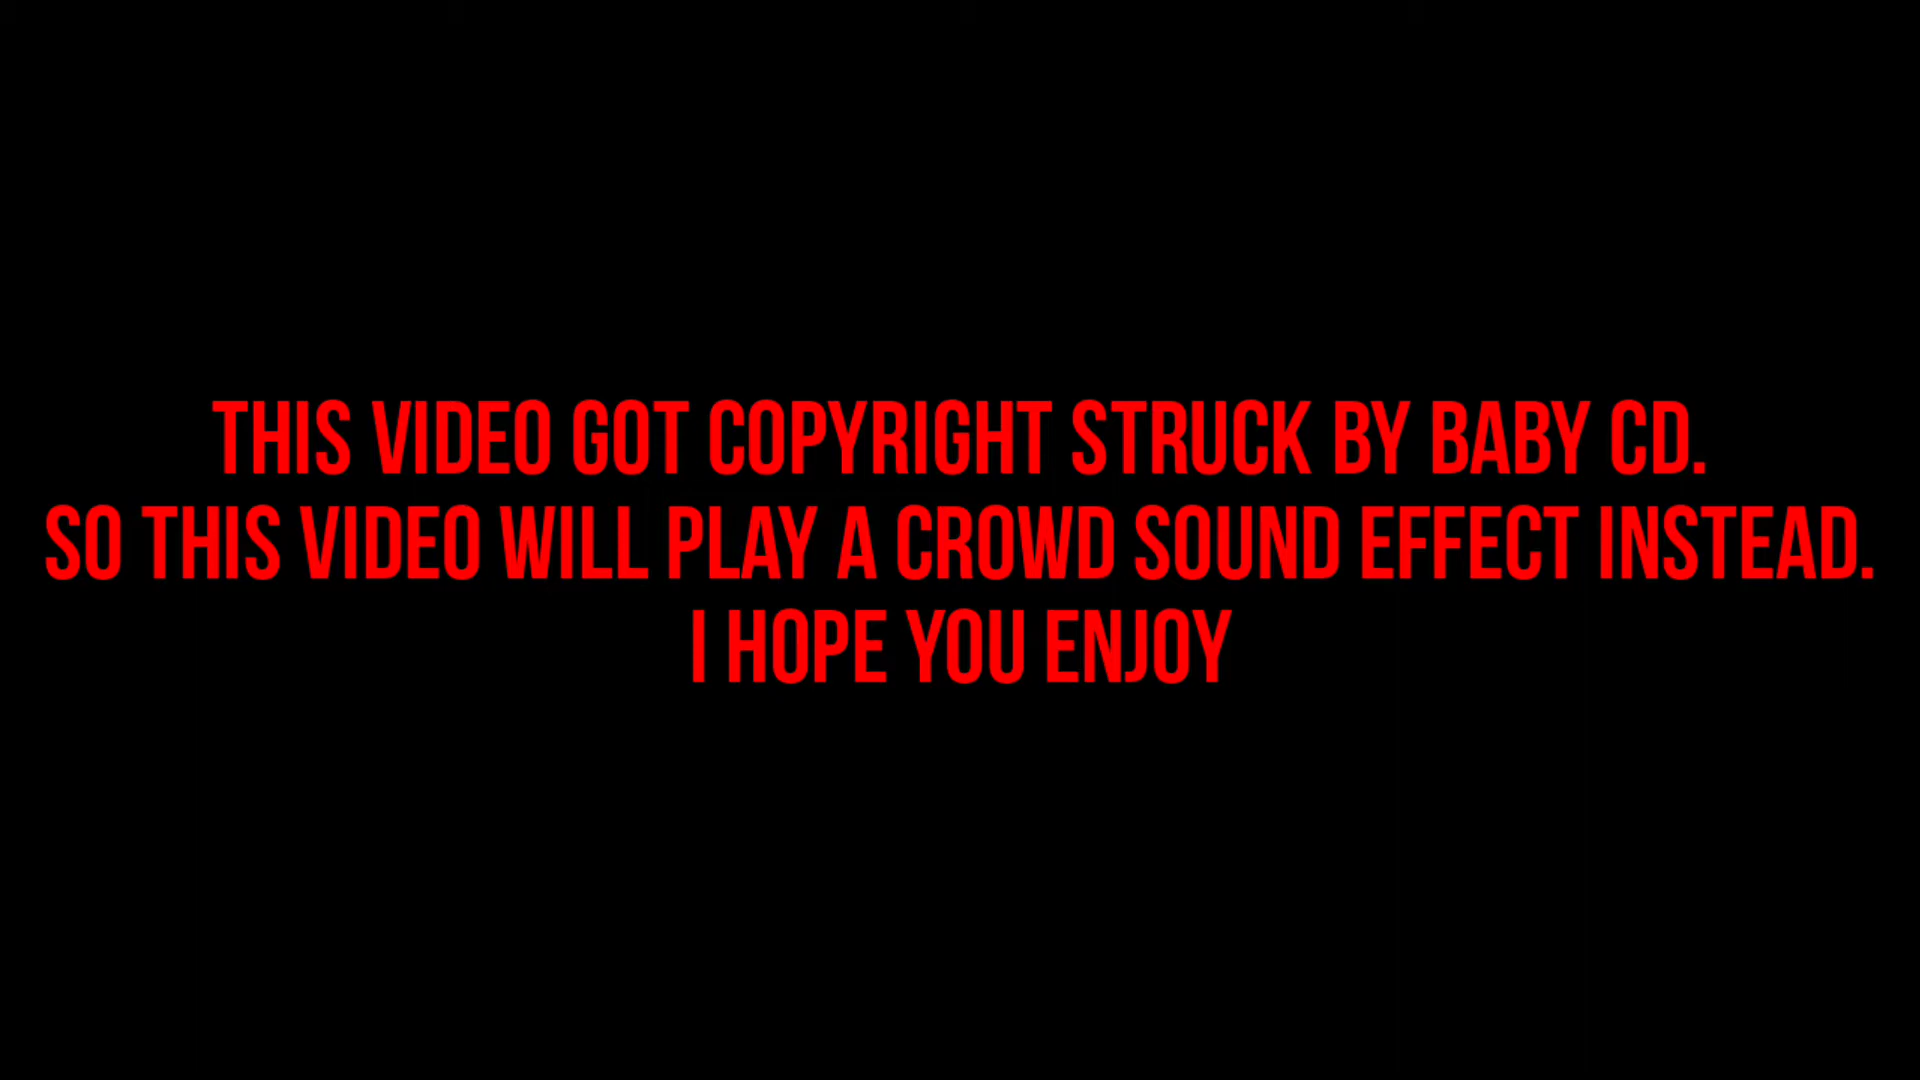 THIS VIDEO GOT COPYRIGHT STRUCK BY BABY CD.
SO THIS VIDEO WILL PLAY A CROWD SOUND EFFECT INSTEAD.
I HOPE YOU ENJOY